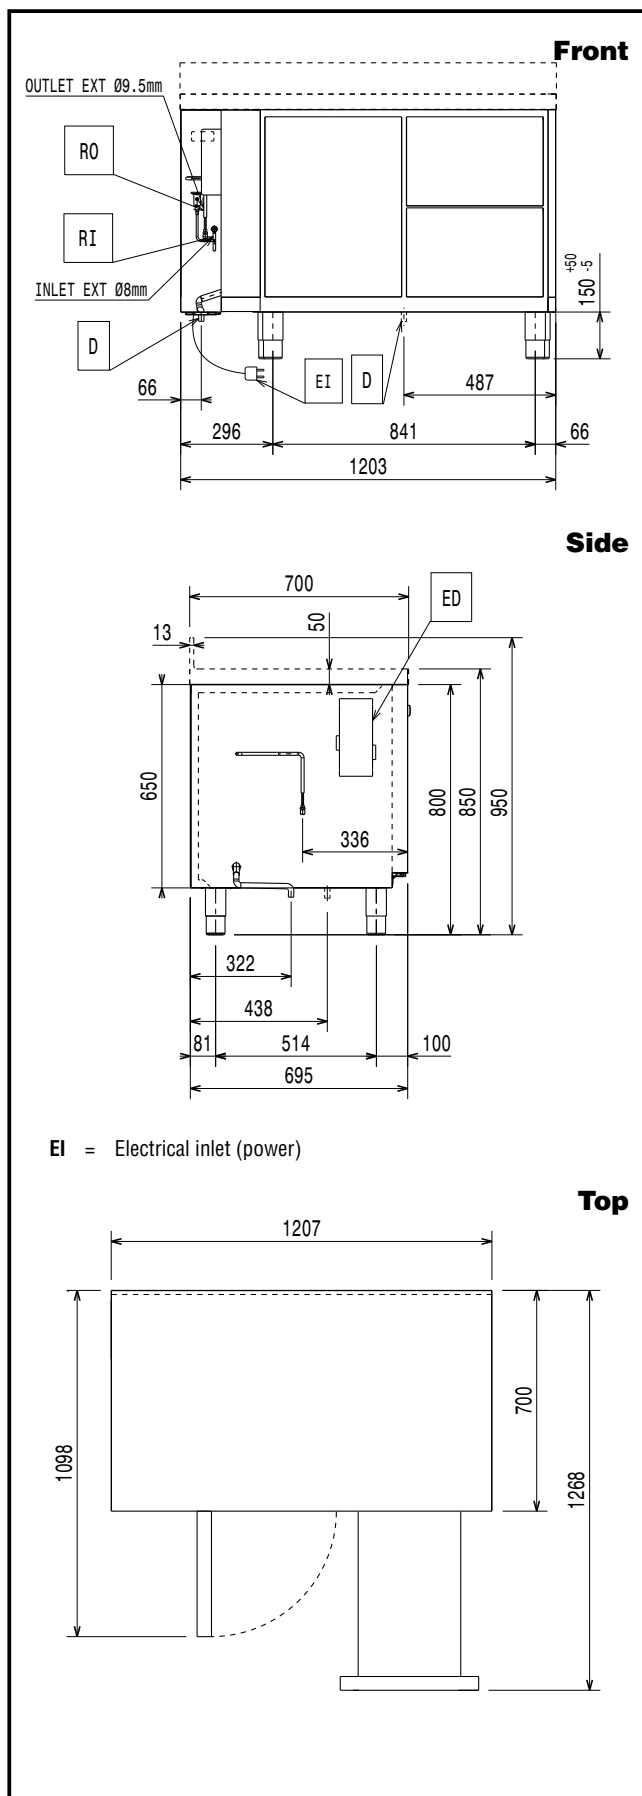 Front
OUTLET EXT Ø9.5mm
RO
RI
INLET EXT Ø8mm
D
EI
D
150 +50 -5
66
487
296
841
66
1203
Side
700
50
ED
13
650
800
850
950
336
322
438
81
514
100
695
EI = Electrical inlet (power)
Top
1207
1098
700
1268